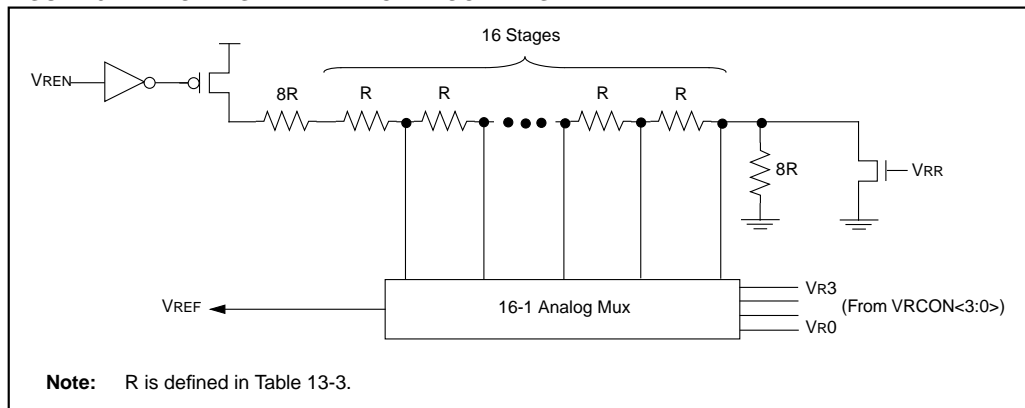 16 Stages
VREN
8R
R
R
R
R
8R
VRR
VR3
VREF
16-1 Analog Mux
(From VRCON<3:0>)
VR0
Note: R is defined in Table 13-3.